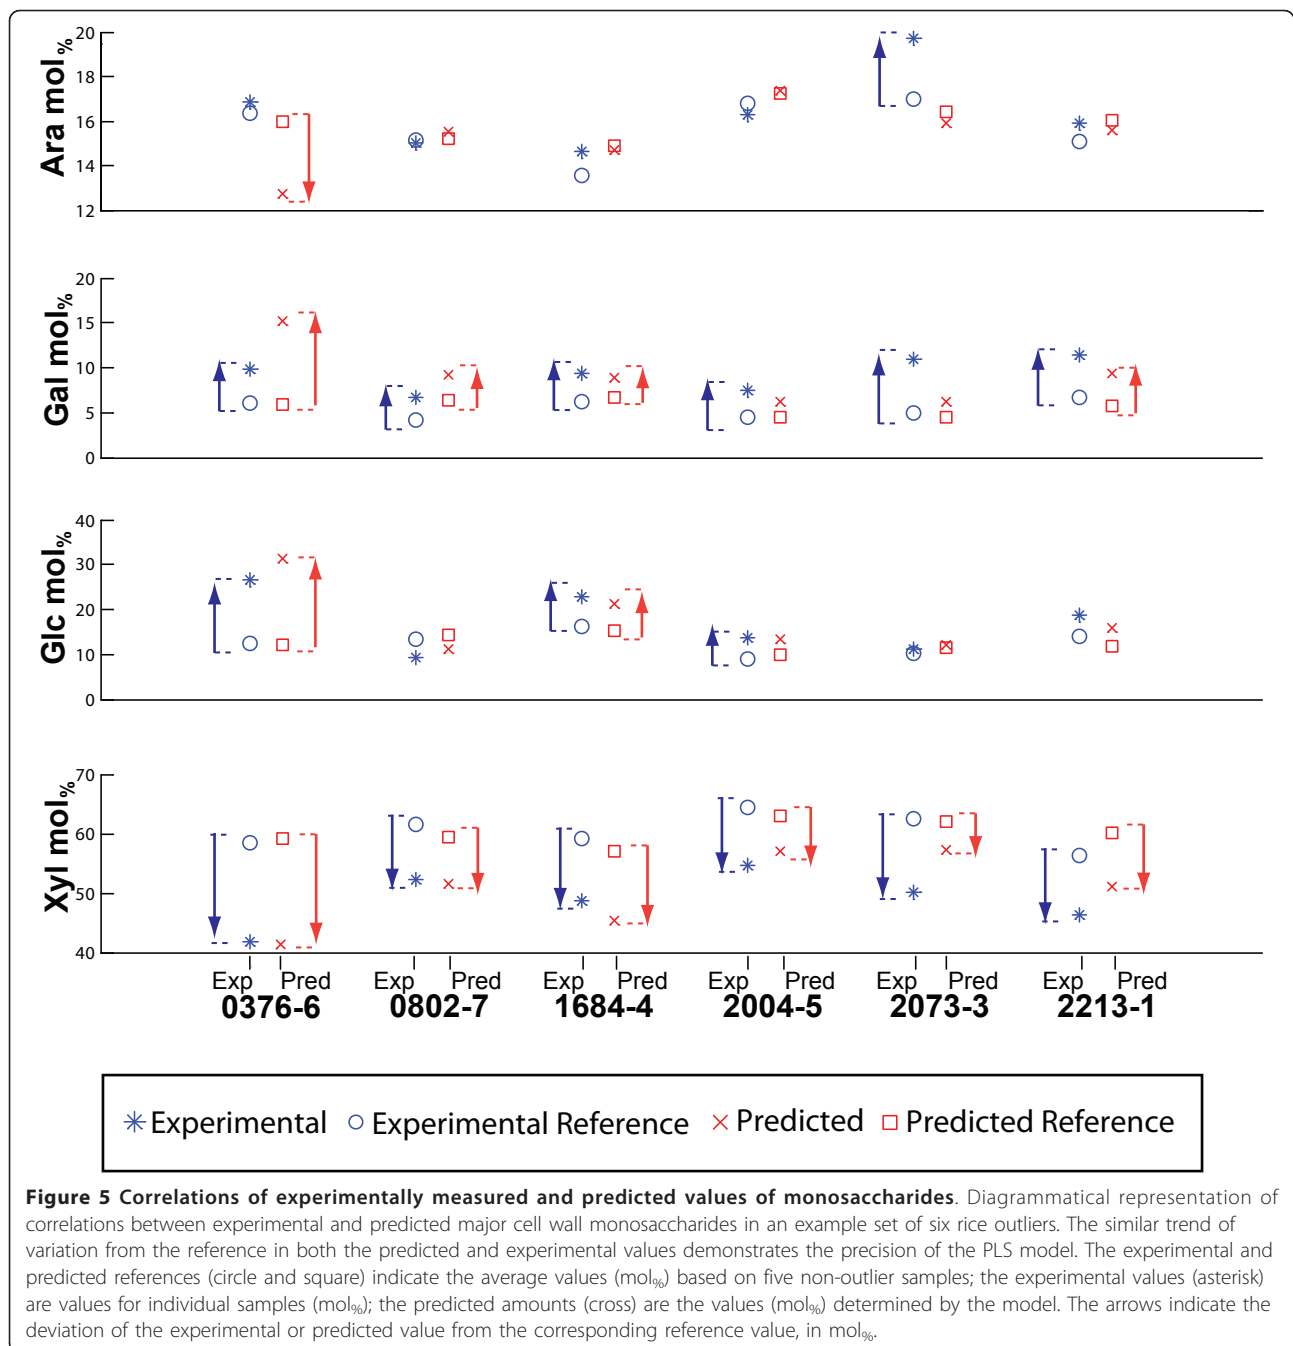 Ara mol%
20
18
16
14
12
Gal mol%
20
15
10
5
0
Glc mol%
40
30
20
10
0
Xyl mol%
70
60
50
40
Exp Pred Exp Pred Exp Pred Exp Pred Exp Pred Exp Pred
0376-6 0802-7 1684-4 2004-5 2073-3 2213-1
Experimental Experimental Reference Predicted Predicted Reference
Figure 5 Correlations of experimentally measured and predicted values of monosaccharides. Diagrammatical representation of
correlations between experimental and predicted major cell wall monosaccharides in an example set of six rice outliers. The similar trend of
variation from the reference in both the predicted and experimental values demonstrates the precision of the PLS model. The experimental and
predicted references (circle and square) indicate the average values (mol%) based on five non-outlier samples; the experimental values (asterisk)
are values for individual samples (mol%); the predicted amounts (cross) are the values (mol%) determined by the model. The arrows indicate the
deviation of the experimental or predicted value from the corresponding reference value, in mol%.